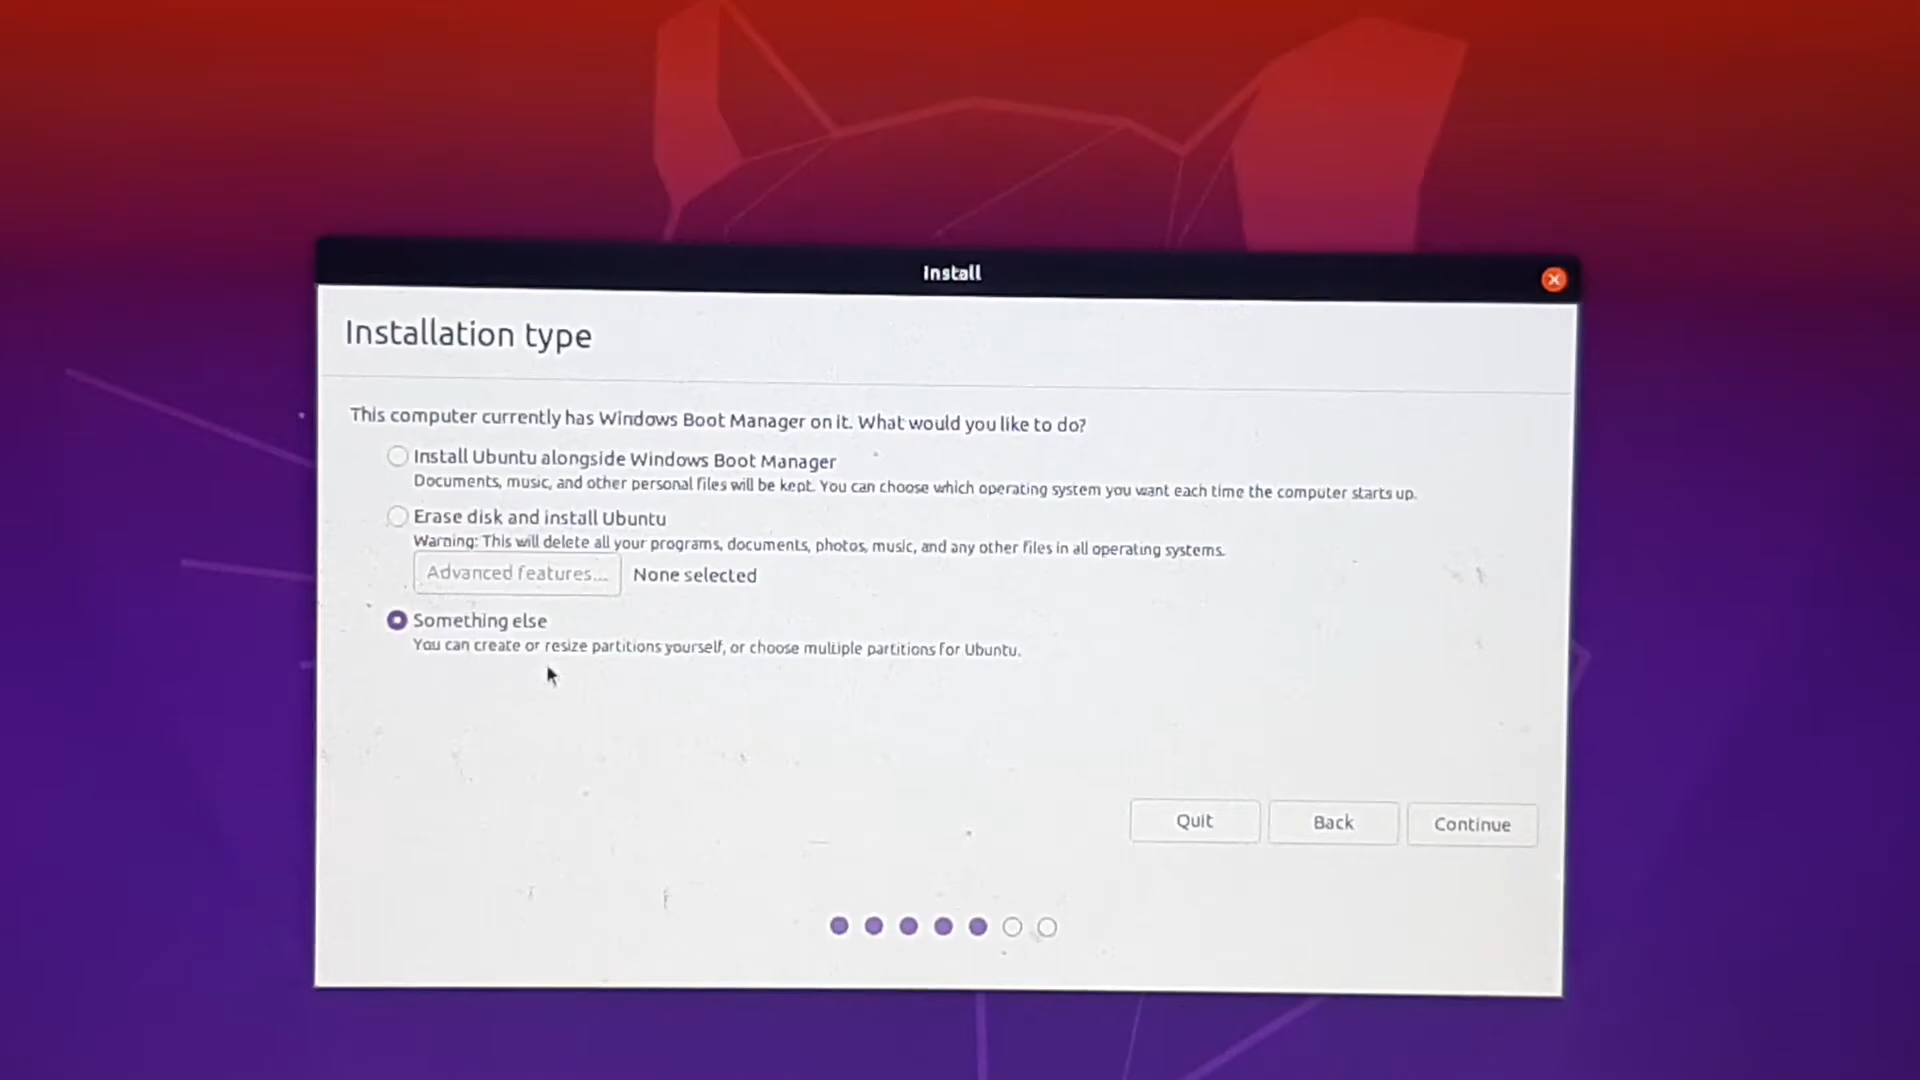 Install
Installation type
This computer currently has Windows Boot Manager on it. What would you like to do?
Install Ubuntu alongside Windows Boot Manager
Documents, music, and other personal files will be kept. You can choose which operating system you want each time the computer starts up.
Erase disk and install Ubuntu
Warning: This will delete all your programs, documents, photos, music, and any other files in all operating systems.
Advanced features... None selected
Something else
You can create or resize partitions yourself, or choose multiple partitions for Ubuntu.
Quit Back Continue